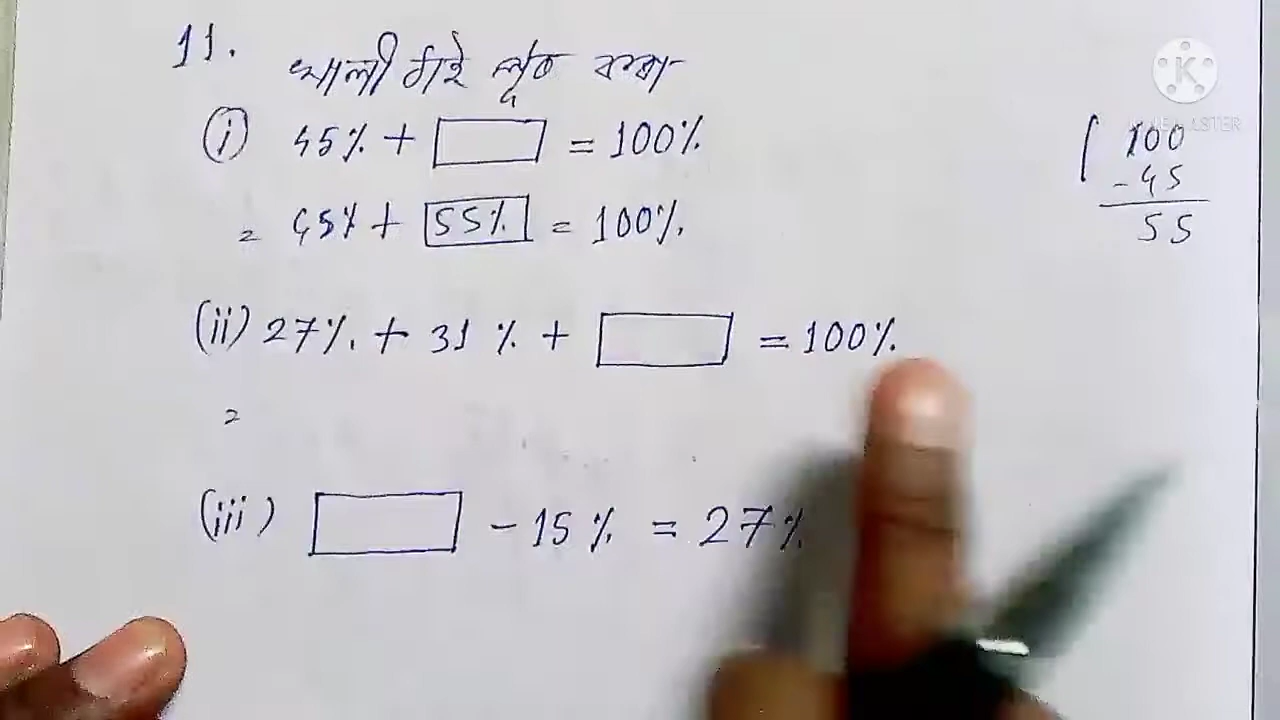 11. খালী ঠাই পূৰ কৰা
(i) 45% + = 100%
= 45% + 55% = 100%
100
- 45
55
(ii) 27% + 31% + = 100%
=
(iii) - 15% = 27%